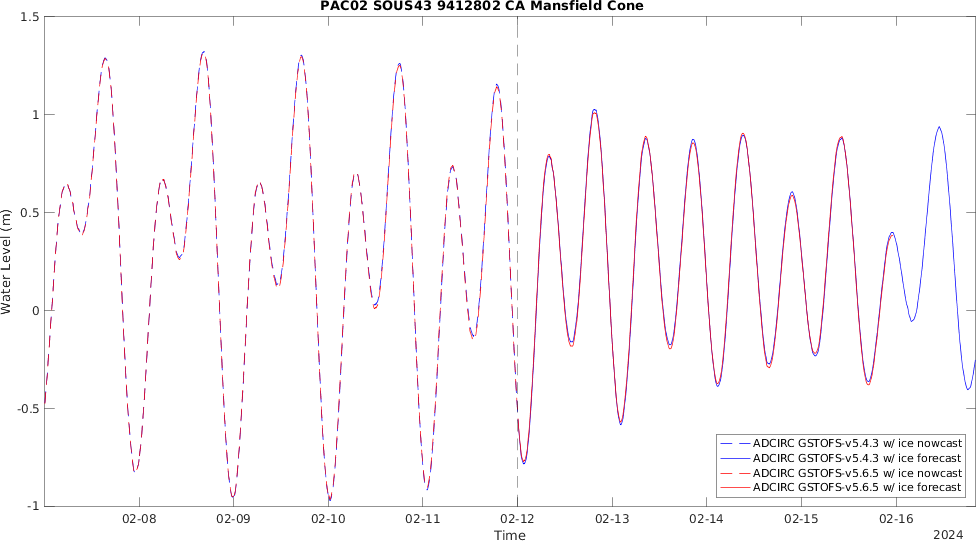 PAC02 SOUS43 9412802 CA Mansfield Cone
1.5
1
0.5
0
-0.5
-1
Water Level (m)
ADCIRC GSTOFS-v5.4.3 w/ ice nowcast
ADCIRC GSTOFS-v5.4.3 w/ ice forecast
ADCIRC GSTOFS-v5.6.5 w/ ice nowcast
ADCIRC GSTOFS-v5.6.5 w/ ice forecast
02-08 02-09 02-10 02-11 02-12 02-13 02-14 02-15 02-16
Time
2024